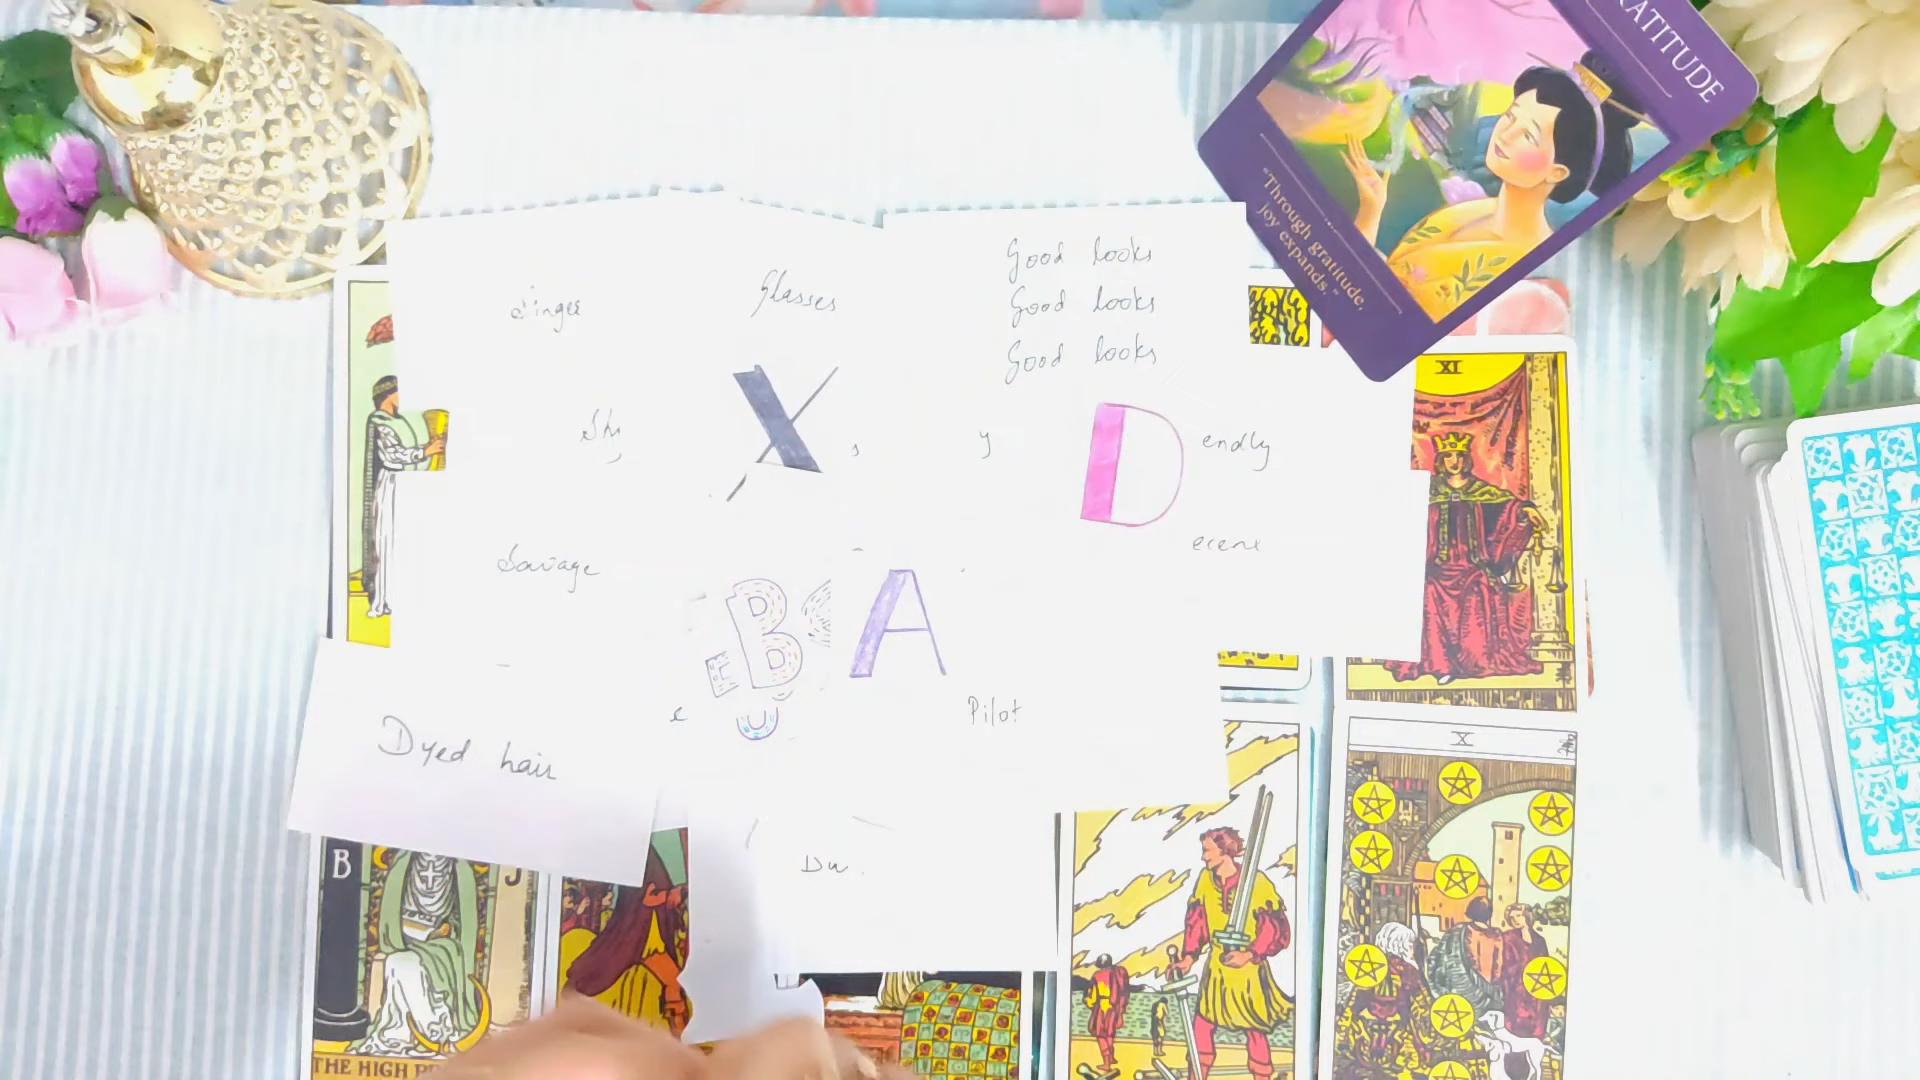 GRATITUDE
"Through gratitude,
joy expands."
Good looks
Good looks
Good looks
Glasses
Singer
Shy
X
s
y
D
endly
XI
Savage
B
A
E
U
e
Pilot
Dyed hair
X
B
J
THE HIGH PR